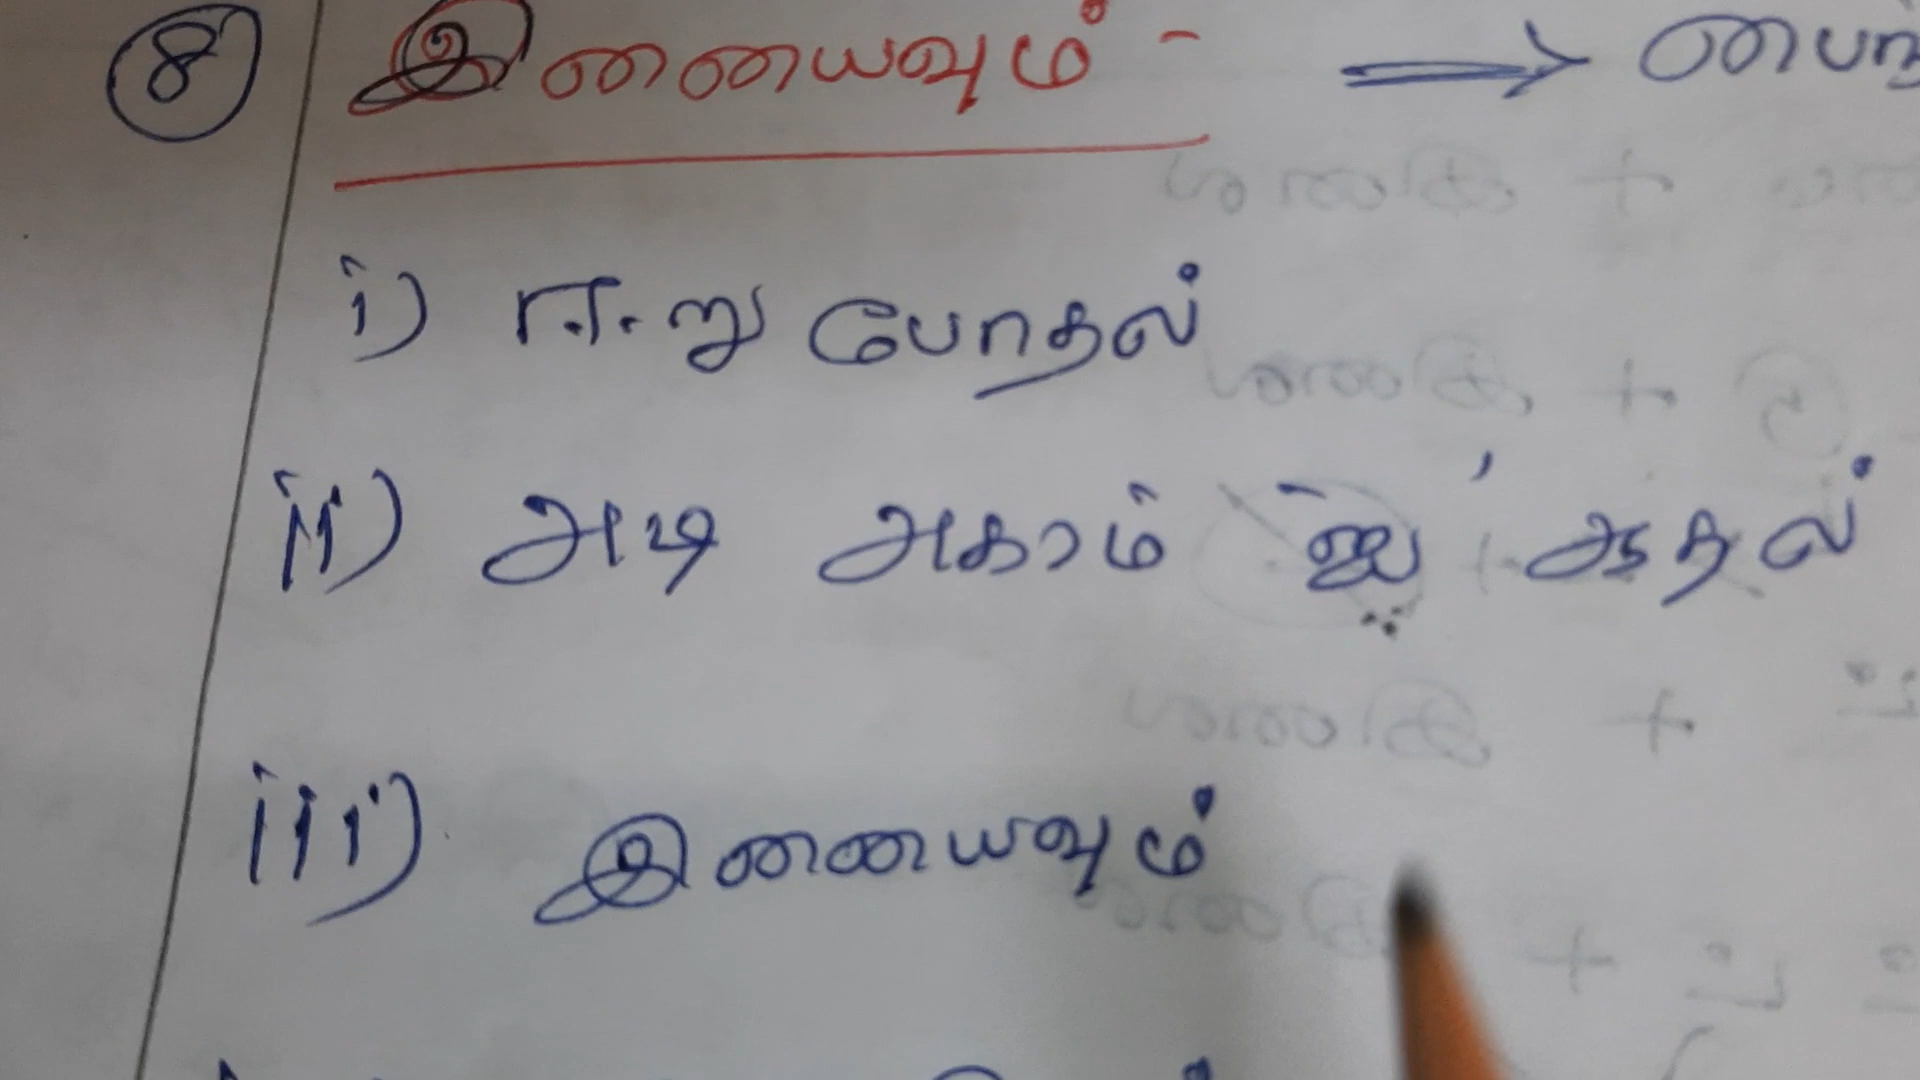 8 இனையவும் - ⟹
i) ஈறு போதல்
ii) அடி அகரம் 'ஐ' ஆதல்
iii) இனையவும்